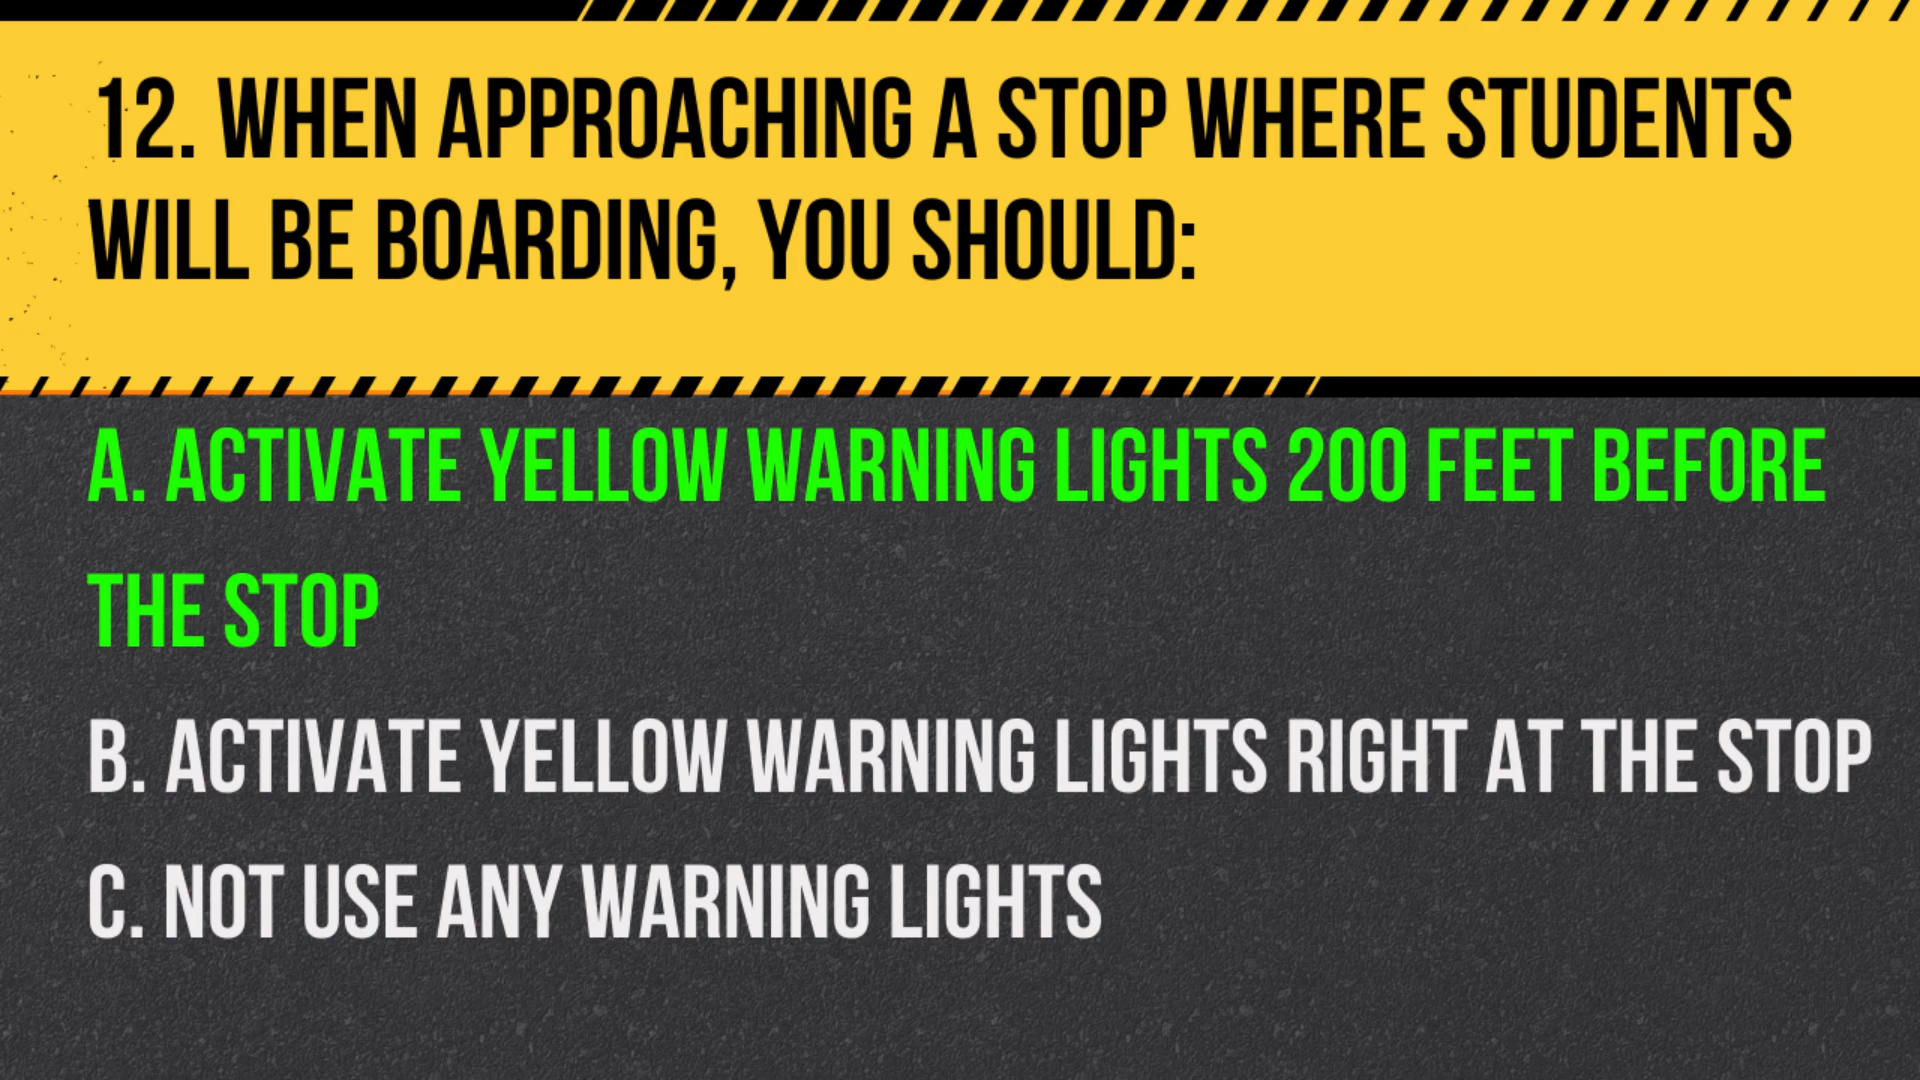 12. WHEN APPROACHING A STOP WHERE STUDENTS
WILL BE BOARDING, YOU SHOULD:
A. ACTIVATE YELLOW WARNING LIGHTS 200 FEET BEFORE
THE STOP
B. ACTIVATE YELLOW WARNING LIGHTS RIGHT AT THE STOP
C. NOT USE ANY WARNING LIGHTS